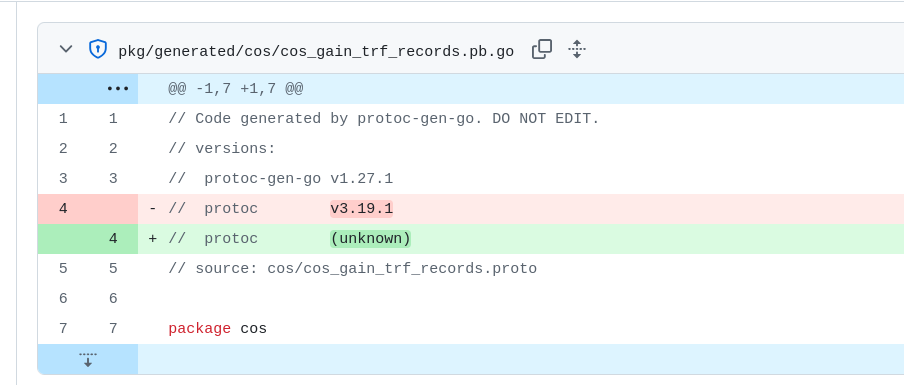 pkg/generated/cos/cos_gain_trf_records.pb.go
@@ -1,7 +1,7 @@
1 1 // Code generated by protoc-gen-go. DO NOT EDIT.
2 2 // versions:
3 3 //  protoc-gen-go v1.27.1
4 - //  protoc        v3.19.1
4 + //  protoc        (unknown)
5 5 // source: cos/cos_gain_trf_records.proto
6 6
7 7 package cos